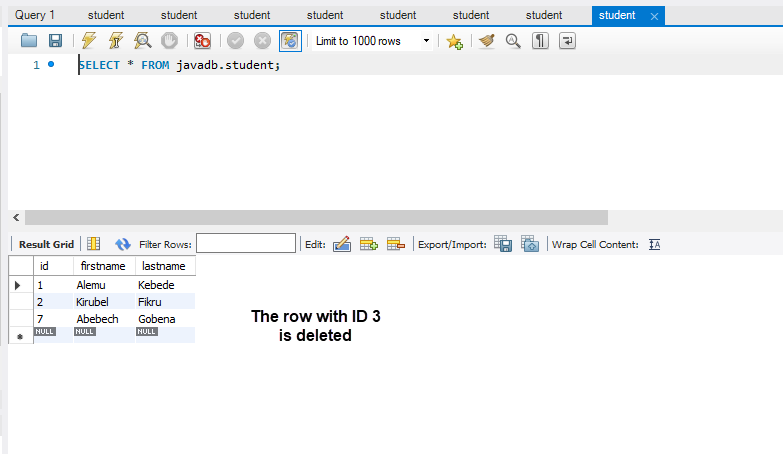 Query 1 student student student student student student student student
Limit to 1000 rows
1 SELECT * FROM javadb.student;
Result Grid Filter Rows: Edit: Export/Import: Wrap Cell Content: IA
id firstname lastname
1 Alemu Kebede
2 Kirubel Fikru
7 Abebech Gobena
NULL NULL NULL
The row with ID 3
is deleted